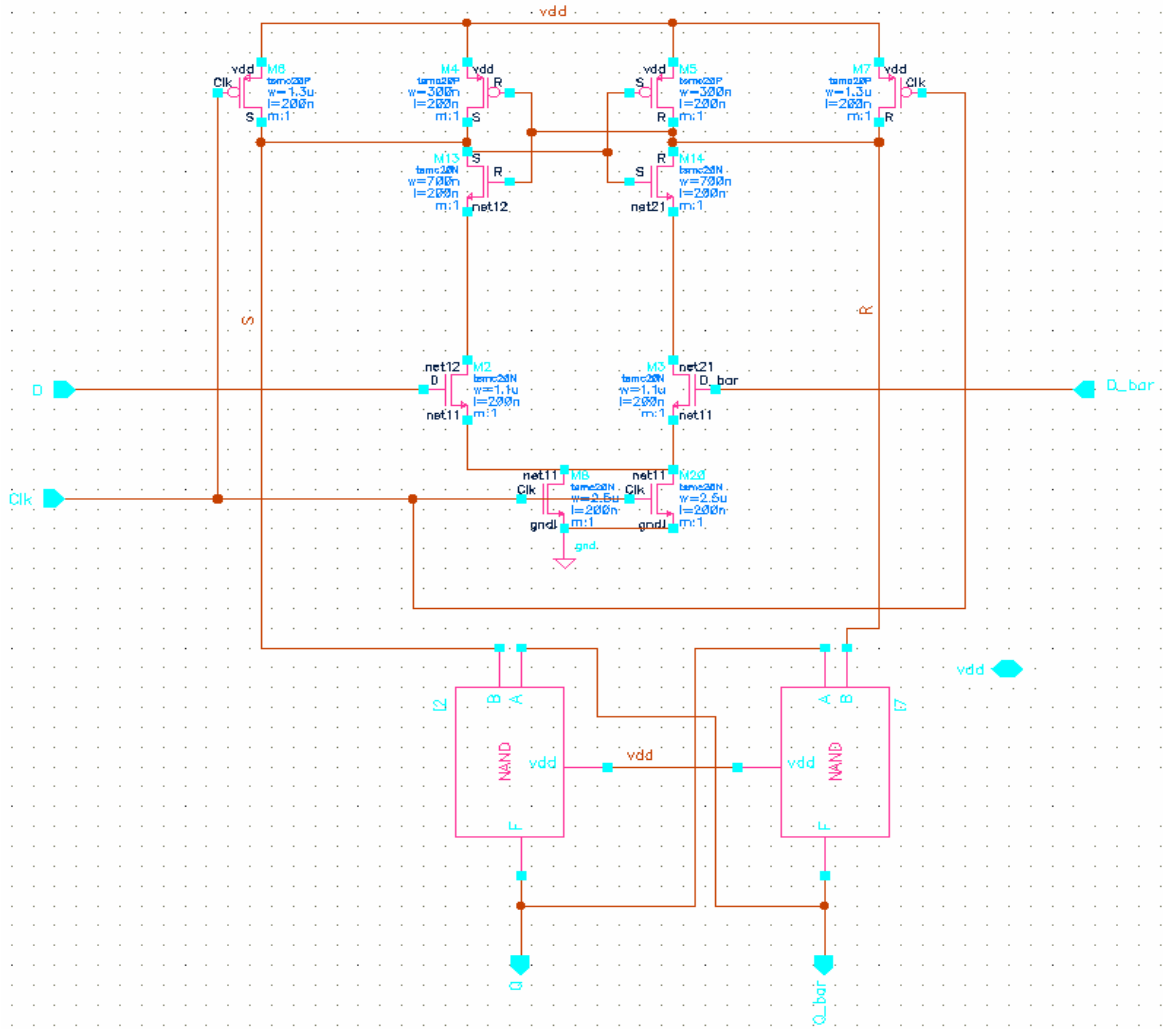 vdd
M6
vdd
Clk
tsmc20P
w=1.3u
l=200n
m:1
S
M4
vdd
R
tsmc20P
w=300n
l=200n
m:1
S
M5
vdd
S
tsmc20P
w=300n
l=200n
m:1
R
M7
vdd
Clk
tsmc20P
w=1.3u
l=200n
m:1
R
M13
S
R
tsmc20N
w=700n
l=200n
m:1
net12
M14
R
S
tsmc20N
w=700n
l=200n
m:1
net21
S
R
net12
M2
D
tsmc20N
w=1.1u
l=200n
m:1
net11
M3
net21
D_bar
tsmc20N
w=1.1u
l=200n
m:1
net11
D
D_bar
Clk
net11
M8
Clk
tsmc20N
w=2.5u
l=200n
m:1
gnd!
net11
M20
Clk
tsmc20N
w=2.5u
l=200n
m:1
gnd!
gnd
vdd
B
A
I2
NAND
vdd
F
vdd
A
B
I7
NAND
vdd
F
Q
Q_bar